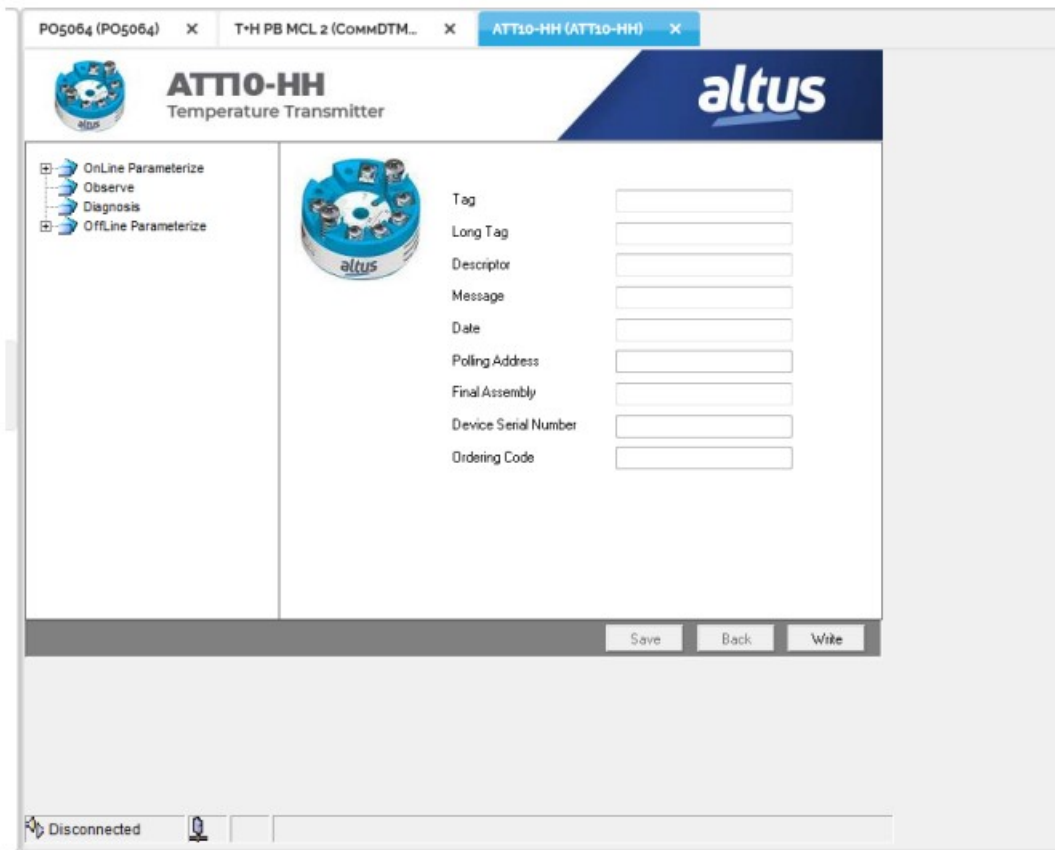 PO5064 (PO5064) X T+H PB MCL 2 (CommDTM... X ATT10-HH (ATT10-HH) X
ATT10-HH
Temperature Transmitter
altus
altus
OnLine Parameterize
Observe
Diagnosis
OffLine Parameterize
altus
Tag
Long Tag
Descriptor
Message
Date
Polling Address
Final Assembly
Device Serial Number
Ordering Code
Save Back Write
Disconnected